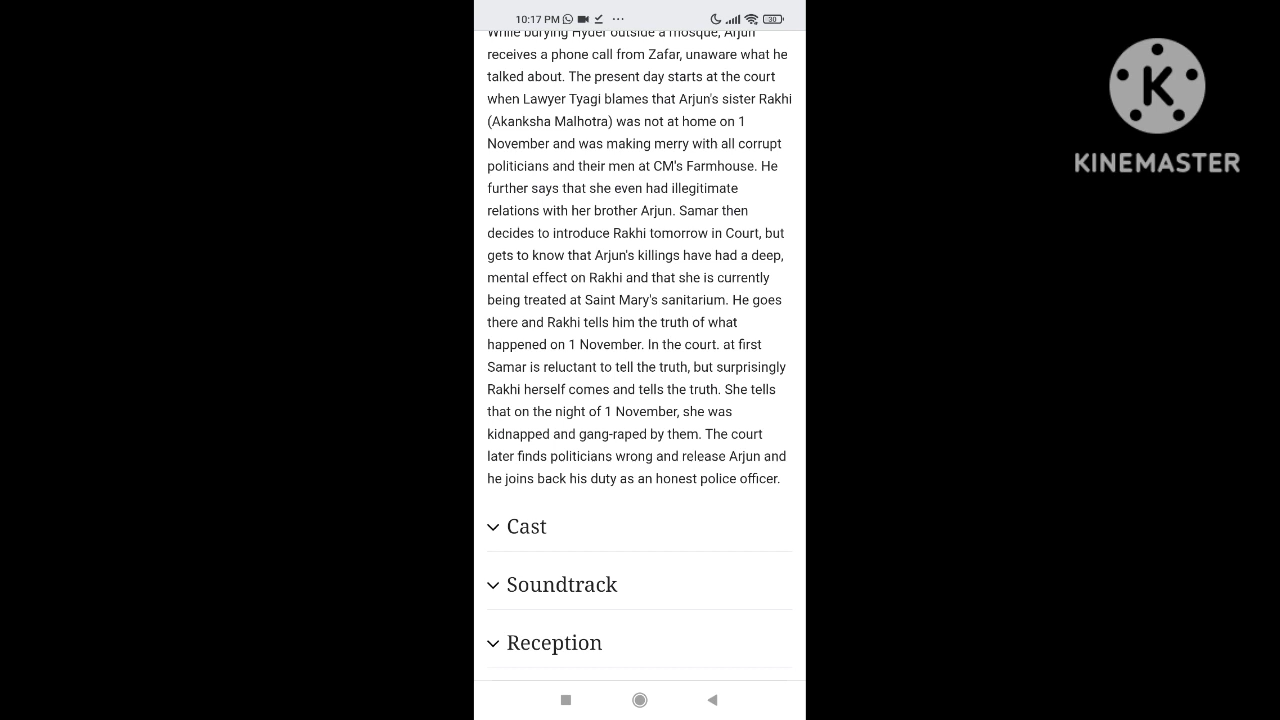 10:17 PM
30
While burying Hyder outside a mosque, Arjun
receives a phone call from Zafar, unaware what he
talked about. The present day starts at the court
when Lawyer Tyagi blames that Arjun's sister Rakhi
(Akanksha Malhotra) was not at home on 1
November and was making merry with all corrupt
politicians and their men at CM's Farmhouse. He
further says that she even had illegitimate
relations with her brother Arjun. Samar then
decides to introduce Rakhi tomorrow in Court, but
gets to know that Arjun's killings have had a deep,
mental effect on Rakhi and that she is currently
being treated at Saint Mary's sanitarium. He goes
there and Rakhi tells him the truth of what
happened on 1 November. In the court. at first
Samar is reluctant to tell the truth, but surprisingly
Rakhi herself comes and tells the truth. She tells
that on the night of 1 November, she was
kidnapped and gang-raped by them. The court
later finds politicians wrong and release Arjun and
he joins back his duty as an honest police officer.
Cast
Soundtrack
Reception
K
KINEMASTER